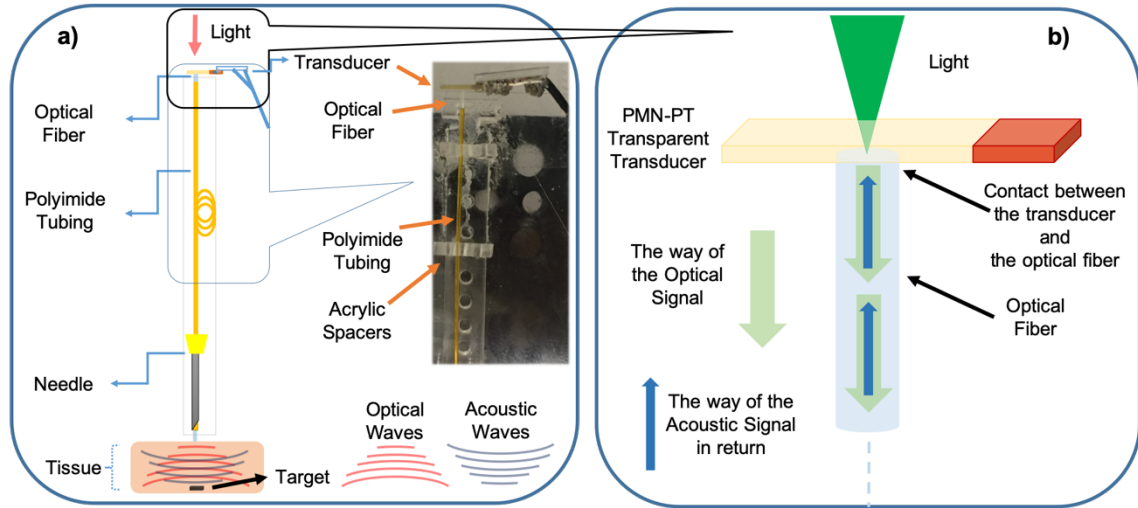 a)
Light
Transducer
Optical
Fiber
Optical
Fiber
Polyimide
Tubing
Polyimide
Tubing
Acrylic
Spacers
Needle
Optical
Waves
Acoustic
Waves
Tissue
Target
b)
Light
PMN-PT
Transparent
Transducer
Contact between
the transducer
and
the optical fiber
The way of
the Optical
Signal
Optical
Fiber
The way of the
Acoustic Signal
in return